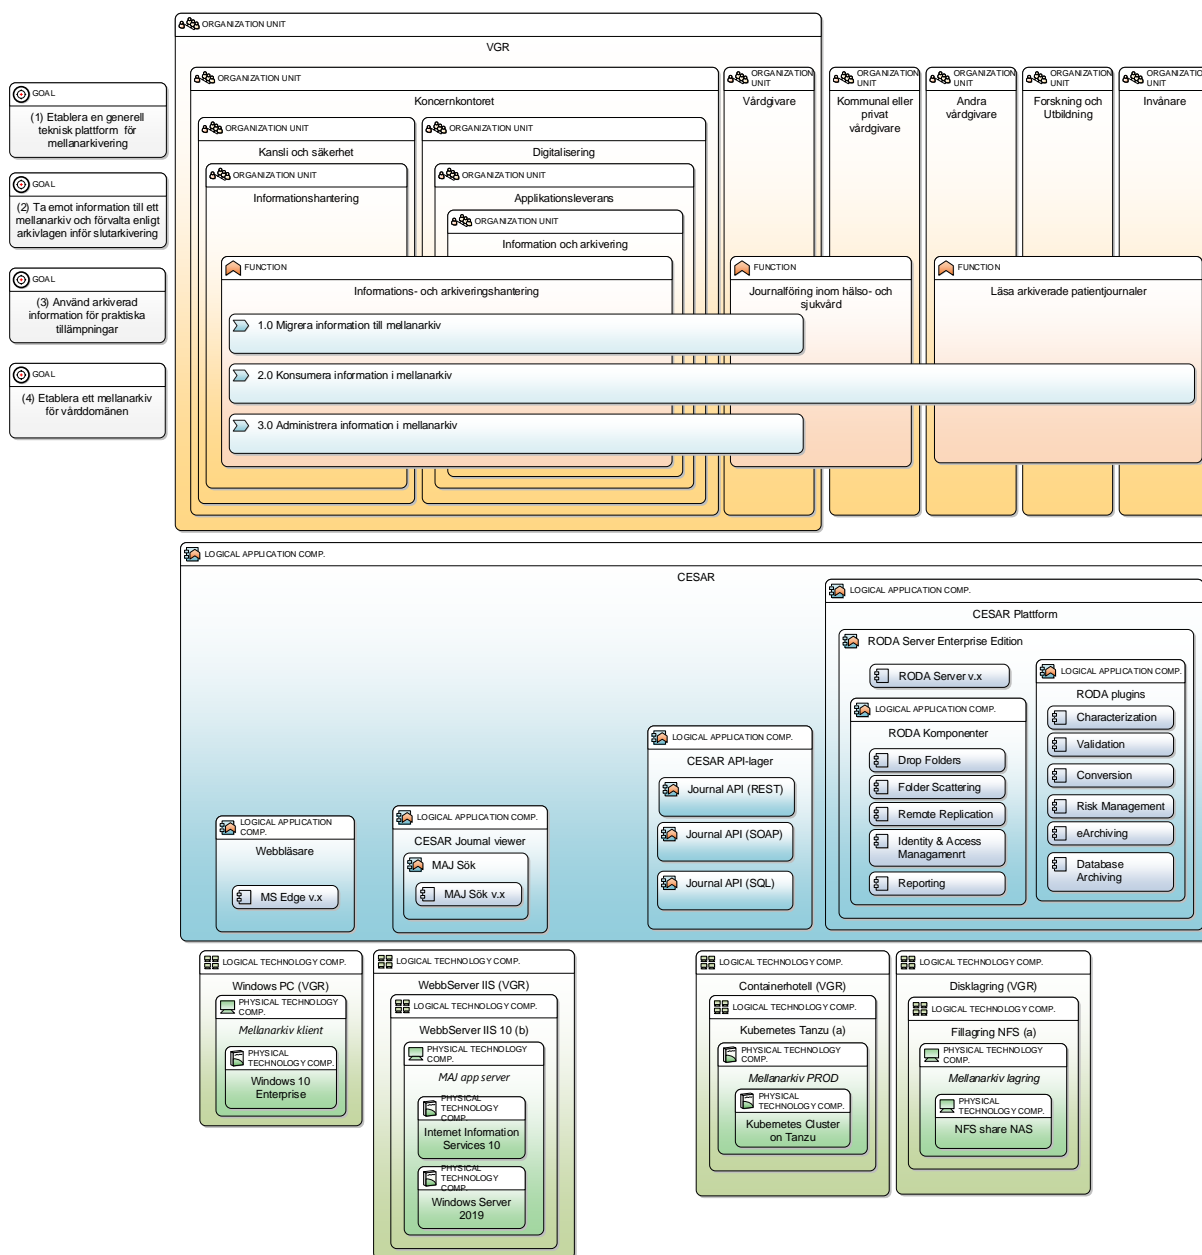 ORGANIZATION UNIT
VGR
GOAL
(1) Etablera en generell
teknisk plattform för
mellanarkivering
GOAL
(2) Ta emot information till ett
mellanarkiv och förvalta enligt
arkivlagen inför slutarkivering
GOAL
(3) Använd arkiverad
information för praktiska
tillämpningar
GOAL
(4) Etablera ett mellanarkiv
för vårddomänen
ORGANIZATION UNIT
Koncernkontoret
ORGANIZATION UNIT
Kansli och säkerhet
ORGANIZATION UNIT
Informationshantering
ORGANIZATION UNIT
Digitalisering
ORGANIZATION UNIT
Applikationsleverans
ORGANIZATION UNIT
Information och arkivering
ORGANIZATION
UNIT
Vårdgivare
ORGANIZATION
UNIT
Kommunal eller
privat
vårdgivare
ORGANIZATION
UNIT
Andra
vårdgivare
ORGANIZATION
UNIT
Forskning och
Utbildning
ORGANIZATION
UNIT
Invånare
FUNCTION
Informations- och arkiveringshantering
FUNCTION
Journalföring inom hälso- och
sjukvård
FUNCTION
Läsa arkiverade patientjournaler
1.0 Migrera information till mellanarkiv
2.0 Konsumera information i mellanarkiv
3.0 Administrera information i mellanarkiv
LOGICAL APPLICATION COMP.
CESAR
LOGICAL APPLICATION
COMP.
Webbläsare
MS Edge v.x
LOGICAL APPLICATION COMP.
CESAR Journal viewer
MAJ Sök
MAJ Sök v.x
LOGICAL APPLICATION COMP.
CESAR API-lager
Journal API (REST)
Journal API (SOAP)
Journal API (SQL)
LOGICAL APPLICATION COMP.
CESAR Plattform
RODA Server Enterprise Edition
RODA Server v.x
LOGICAL APPLICATION COMP.
RODA Komponenter
Drop Folders
Folder Scattering
Remote Replication
Identity & Access
Managamenrt
Reporting
LOGICAL APPLICATION COMP.
RODA plugins
Characterization
Validation
Conversion
Risk Management
eArchiving
Database
Archiving
LOGICAL TECHNOLOGY COMP.
Windows PC (VGR)
PHYSICAL TECHNOLOGY
COMP.
Mellanarkiv klient
PHYSICAL
TECHNOLOGY COMP.
Windows 10
Enterprise
LOGICAL TECHNOLOGY COMP.
WebbServer IIS (VGR)
LOGICAL TECHNOLOGY COMP.
WebbServer IIS 10 (b)
PHYSICAL TECHNOLOGY
COMP.
MAJ app server
PHYSICAL
TECHNOLOGY
COMP.
Internet Information
Services 10
PHYSICAL
TECHNOLOGY
COMP.
Windows Server
2019
LOGICAL TECHNOLOGY COMP.
Containerhotell (VGR)
LOGICAL TECHNOLOGY COMP.
Kubernetes Tanzu (a)
PHYSICAL TECHNOLOGY
COMP.
Mellanarkiv PROD
PHYSICAL
TECHNOLOGY COMP.
Kubernetes Cluster
on Tanzu
LOGICAL TECHNOLOGY COMP.
Disklagring (VGR)
LOGICAL TECHNOLOGY COMP.
Fillagring NFS (a)
PHYSICAL TECHNOLOGY
COMP.
Mellanarkiv lagring
PHYSICAL
TECHNOLOGY COMP.
NFS share NAS